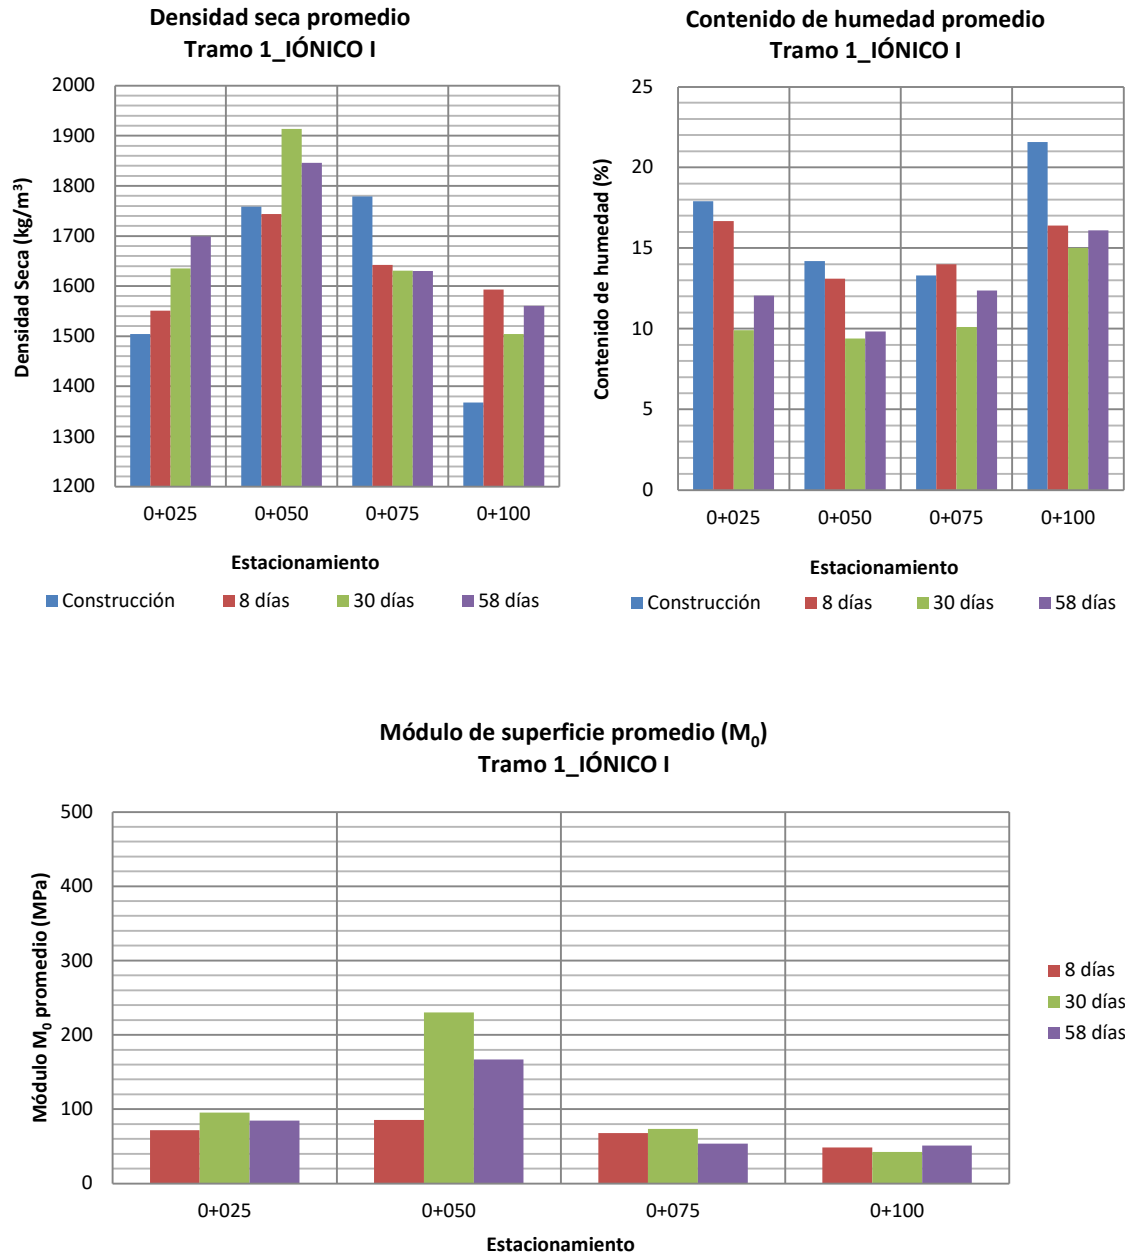 Densidad seca promedio
Tramo 1_IÓNICO I
Densidad Seca (kg/m³)
2000
1900
1800
1700
1600
1500
1400
1300
1200
0+025 0+050 0+075 0+100
Estacionamiento
Construcción 8 días 30 días 58 días
Contenido de humedad promedio
Tramo 1_IÓNICO I
Contenido de humedad (%)
25
20
15
10
5
0
0+025 0+050 0+075 0+100
Estacionamiento
Construcción 8 días 30 días 58 días
Módulo de superficie promedio (M₀)
Tramo 1_IÓNICO I
Módulo M₀ promedio (MPa)
500
400
300
200
100
0
0+025 0+050 0+075 0+100
Estacionamiento
8 días
30 días
58 días